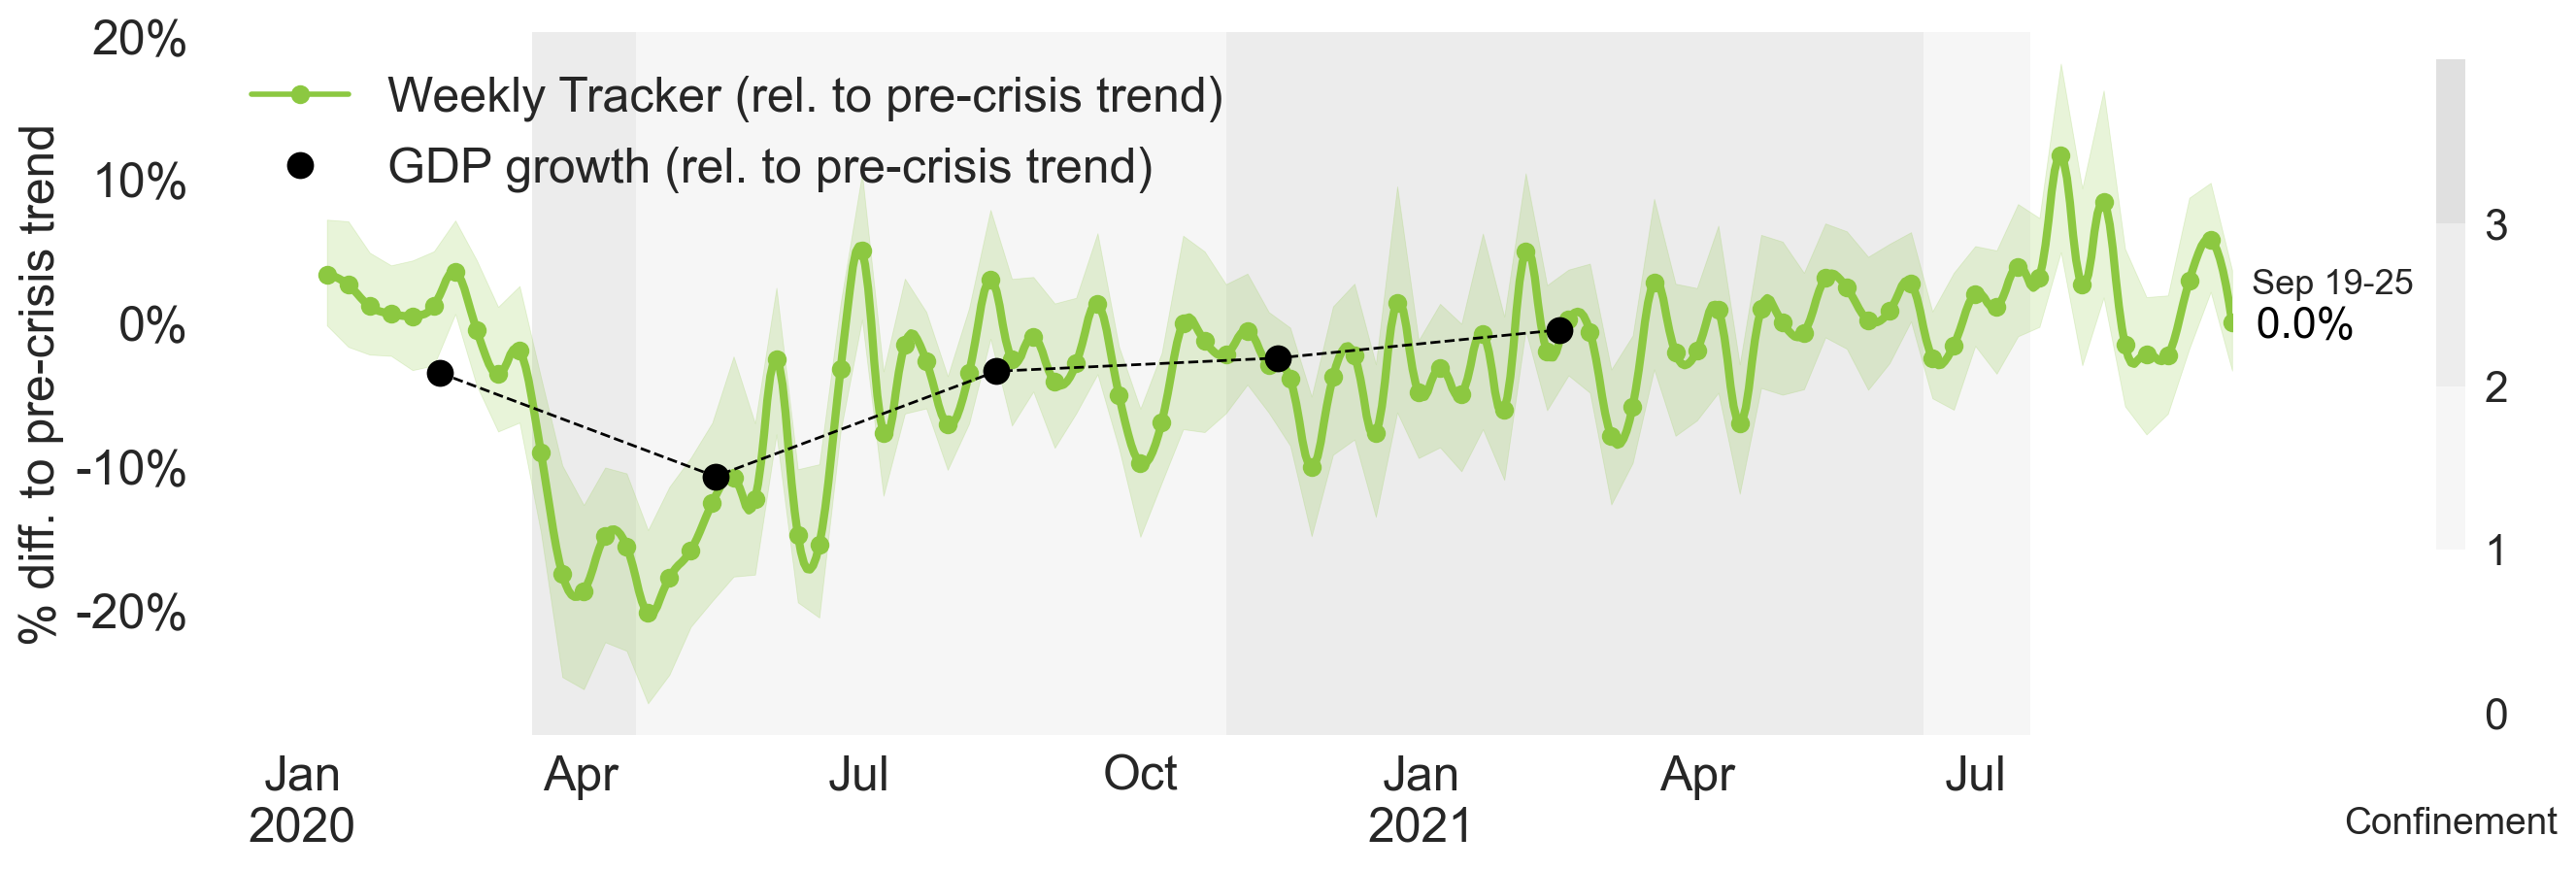 20%
10%
0%
-10%
-20%
% diff. to pre-crisis trend
Weekly Tracker (rel. to pre-crisis trend)
GDP growth (rel. to pre-crisis trend)
Sep 19-25
0.0%
3
2
1
0
Jan
2020
Apr
Jul
Oct
Jan
2021
Apr
Jul
Confinement